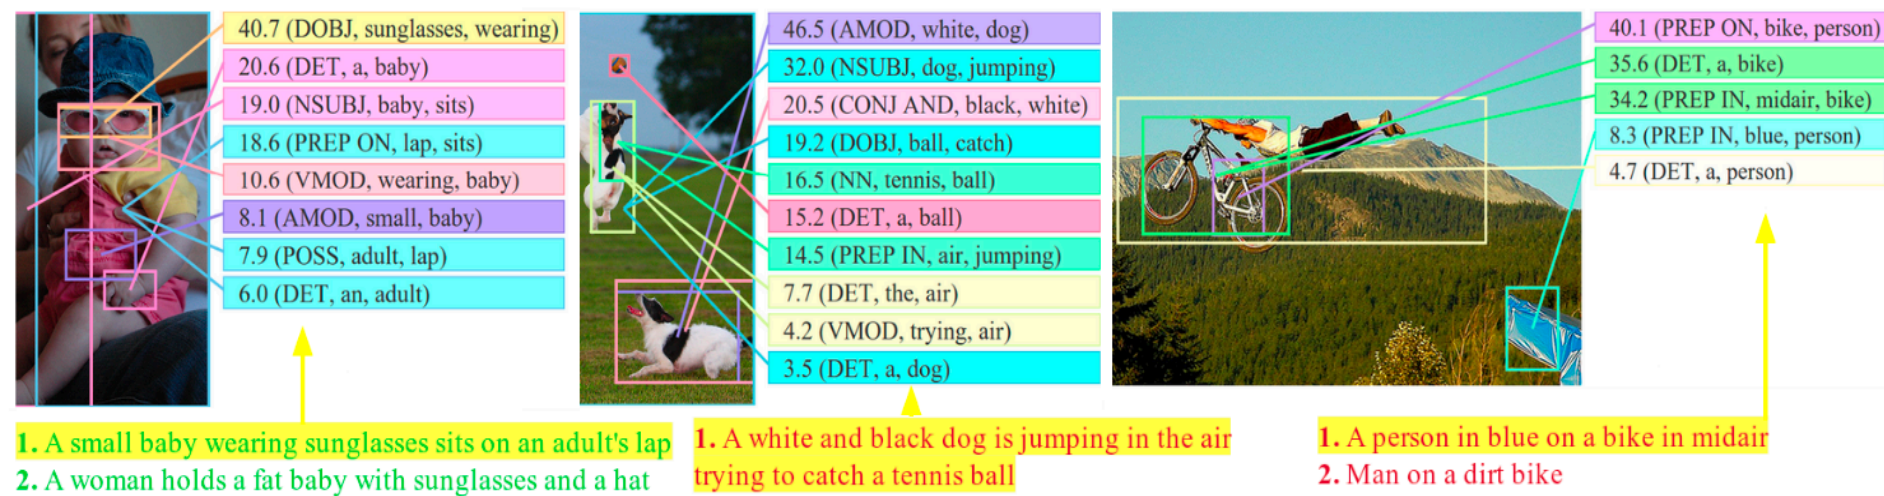 40.7 (DOBJ, sunglasses, wearing)
20.6 (DET, a, baby)
19.0 (NSUBJ, baby, sits)
18.6 (PREP ON, lap, sits)
10.6 (VMOD, wearing, baby)
8.1 (AMOD, small, baby)
7.9 (POSS, adult, lap)
6.0 (DET, an, adult)
1. A small baby wearing sunglasses sits on an adult's lap
2. A woman holds a fat baby with sunglasses and a hat
46.5 (AMOD, white, dog)
32.0 (NSUBJ, dog, jumping)
20.5 (CONJ AND, black, white)
19.2 (DOBJ, ball, catch)
16.5 (NN, tennis, ball)
15.2 (DET, a, ball)
14.5 (PREP IN, air, jumping)
7.7 (DET, the, air)
4.2 (VMOD, trying, air)
3.5 (DET, a, dog)
1. A white and black dog is jumping in the air
trying to catch a tennis ball
40.1 (PREP ON, bike, person)
35.6 (DET, a, bike)
34.2 (PREP IN, midair, bike)
8.3 (PREP IN, blue, person)
4.7 (DET, a, person)
1. A person in blue on a bike in midair
2. Man on a dirt bike